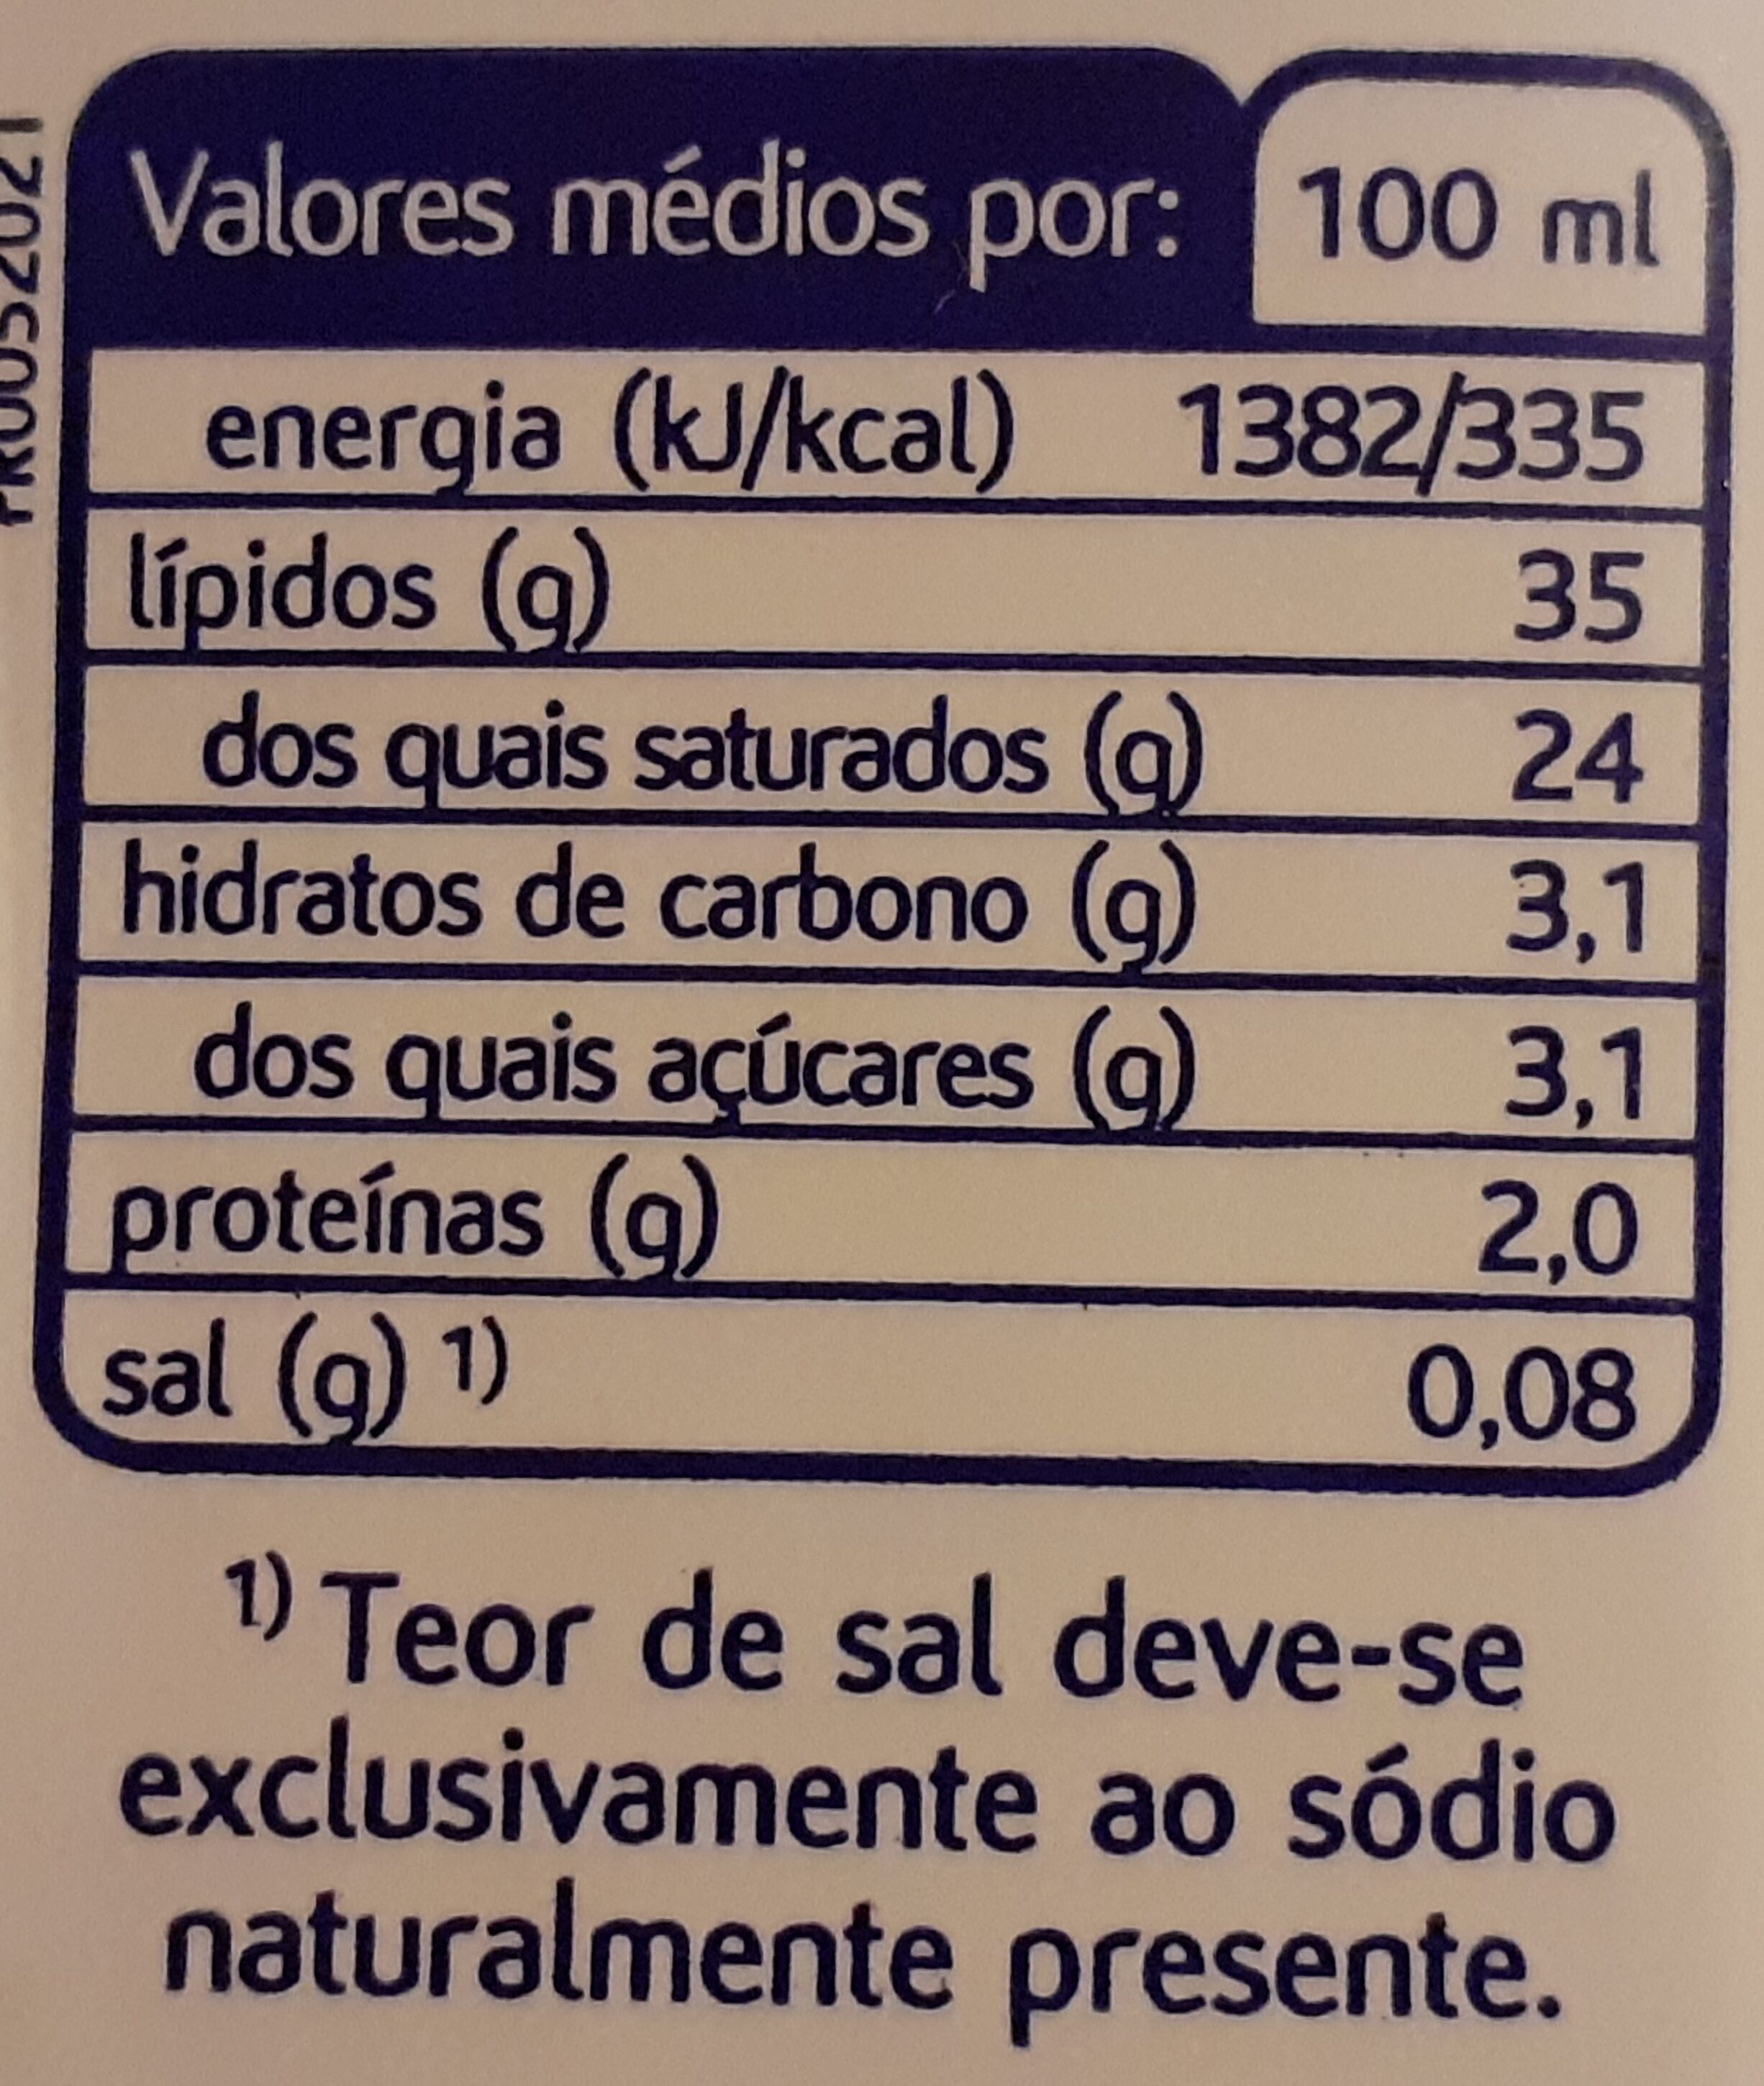 Valores médios por: 100 ml
energia (kJ/kcal) 1382/335
lípidos (g) 35
dos quais saturados (g) 24
hidratos de carbono (g) 3,1
dos quais açúcares (g) 3,1
proteínas (g) 2,0
sal (g) 1) 0,08
1) Teor de sal deve-se
exclusivamente ao sódio
naturalmente presente.